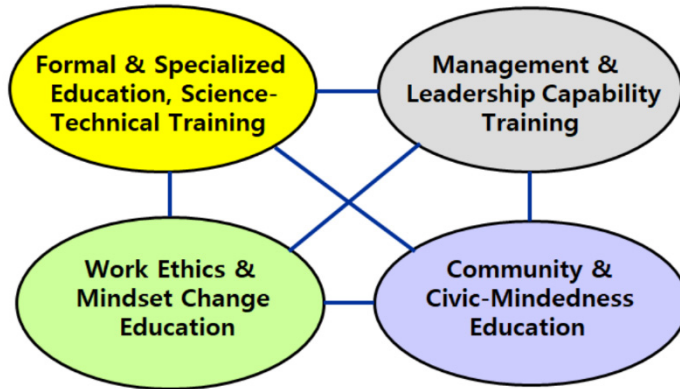 Formal & Specialized
Education, Science-
Technical Training
Management &
Leadership Capability
Training
Work Ethics &
Mindset Change
Education
Community &
Civic-Mindedness
Education